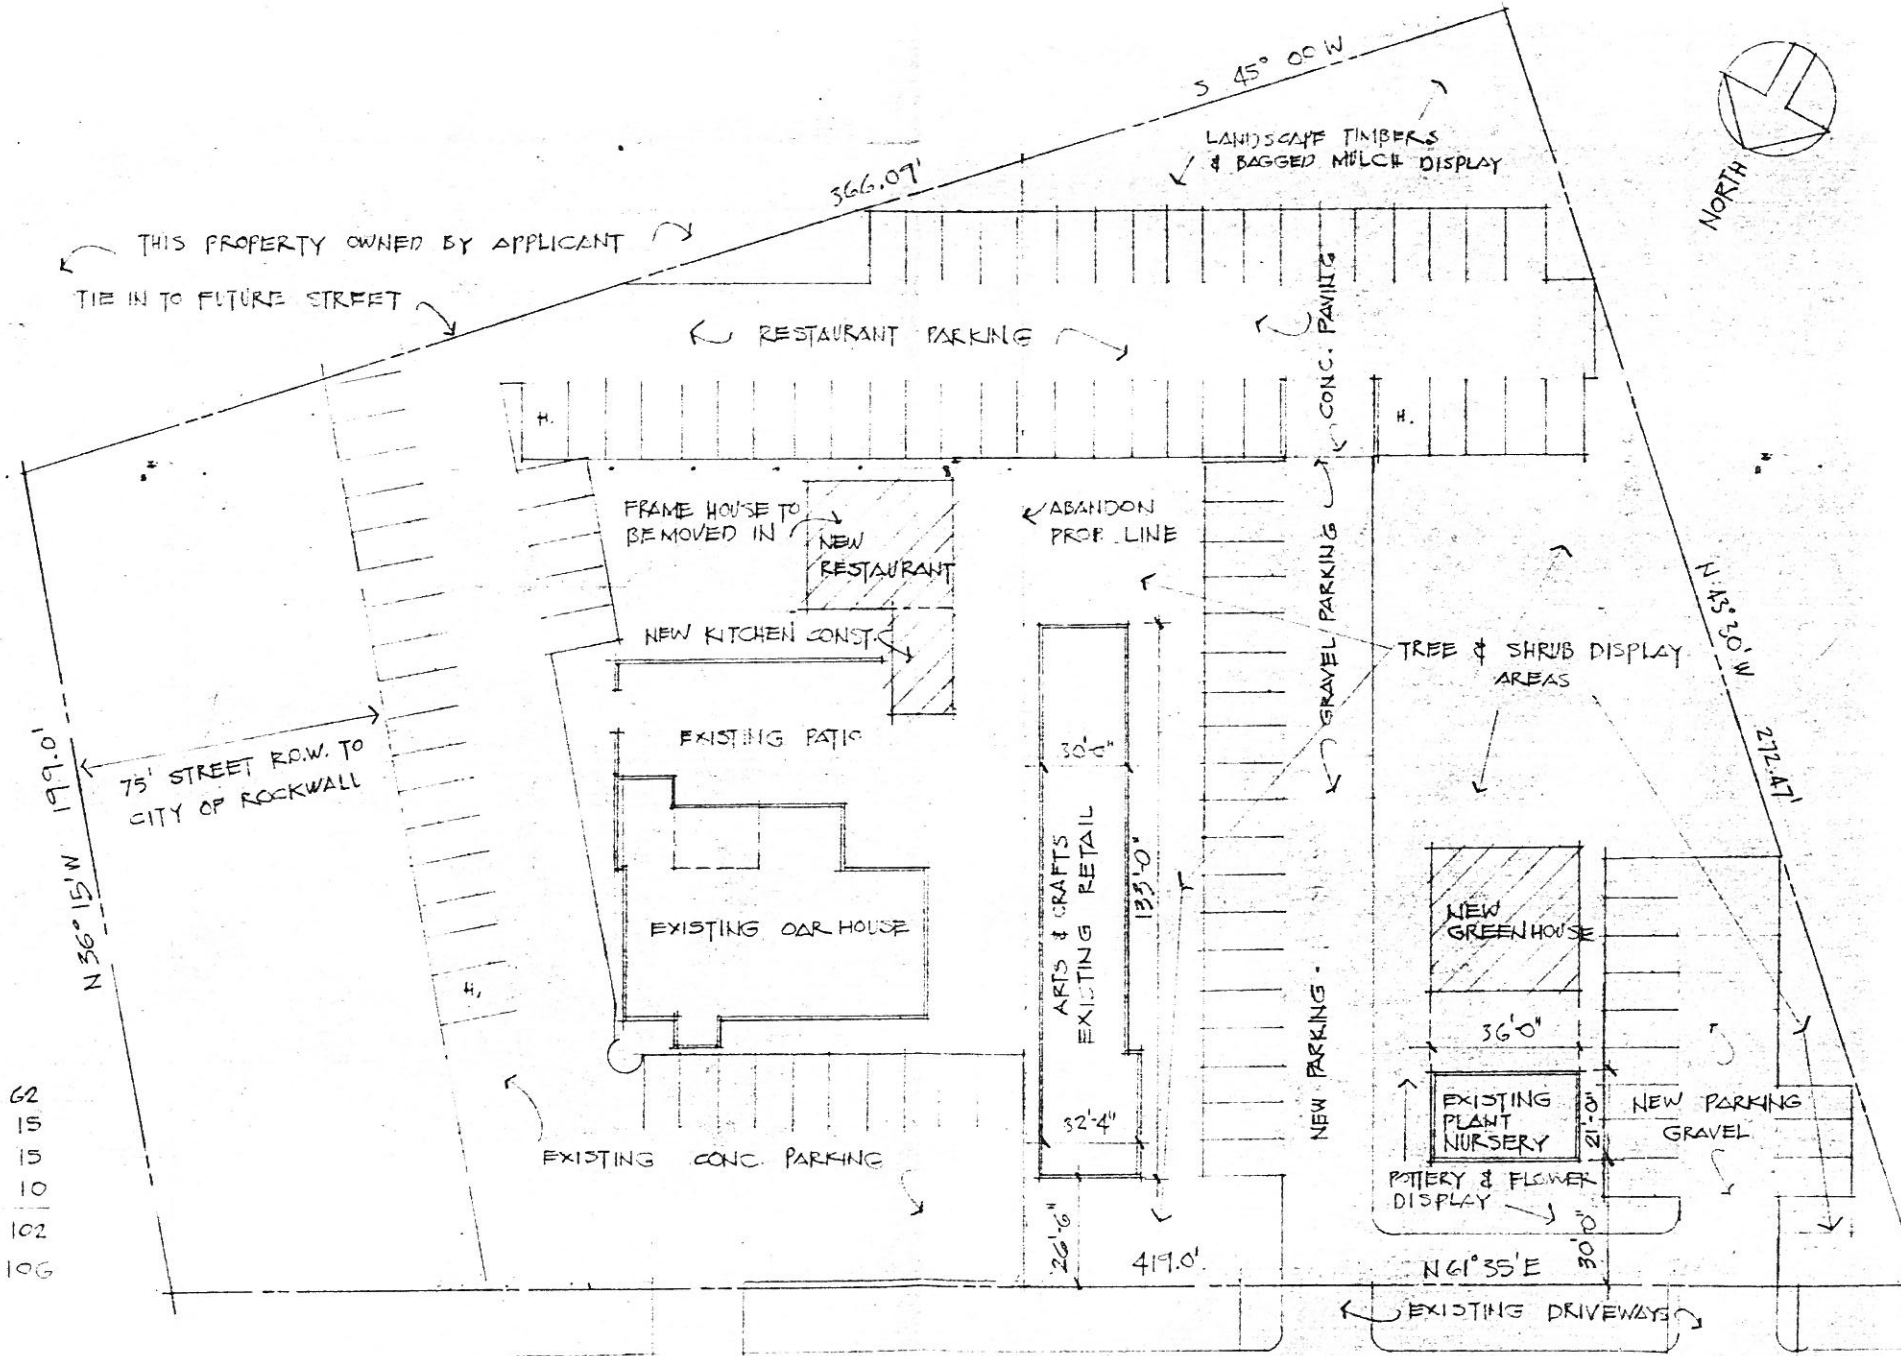 S 45° 00' W
366.09'
LANDSCAPE TIMBERS
& BAGGED MULCH DISPLAY
NORTH
THIS PROPERTY OWNED BY APPLICANT
TIE IN TO FUTURE STREET
RESTAURANT PARKING
CONC. PAVING
H.
H.
FRAME HOUSE TO
BE MOVED IN
NEW
RESTAURANT
ABANDON
PROP. LINE
NEW KITCHEN CONST.
GRAVEL PARKING
N 43° 20' W
272.47'
TREE & SHRUB DISPLAY
AREAS
EXISTING PATIO
30'-0"
199.0'
N 36° 15' W
75' STREET R.O.W. TO
CITY OF ROCKWALL
ARTS & CRAFTS
EXISTING RETAIL
133'-0"
EXISTING OAR HOUSE
NEW
GREENHOUSE
H.
NEW PARKING
36'-0"
EXISTING
PLANT
NURSERY
21'-0"
NEW PARKING
GRAVEL
62
15
15
10
102
106
32'-4"
EXISTING CONC. PARKING
POTTERY & FLOWER
DISPLAY
26'-6"
419.0'
N 61° 35' E
30'-0"
EXISTING DRIVEWAYS